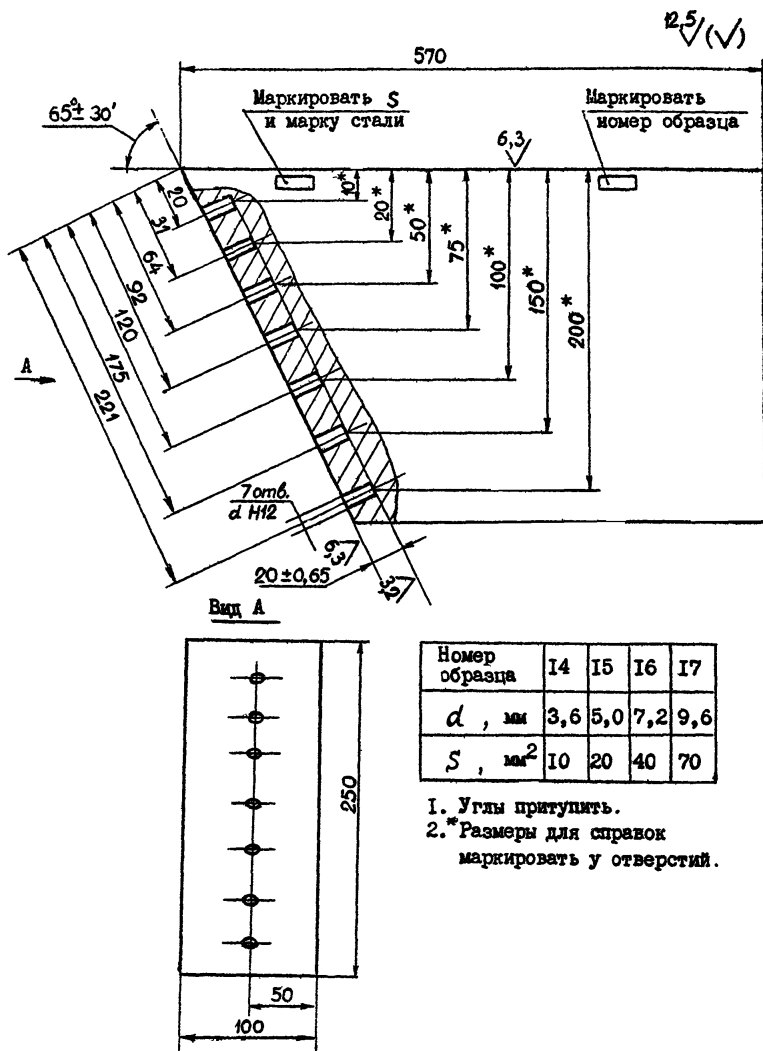 12,5 (√)
570
65°± 30'
Маркировать S
и марку стали
Маркировать
номер образца
6,3
20
31
64
92
120
175
221
10*
20*
50*
75*
100*
150*
200*
А
7 отв.
d H12
6,3
20±0,65
3,2
Вид А
250
50
100
Номер образца I4 I5 I6 I7
d , мм 3,6 5,0 7,2 9,6
S , мм² I0 20 40 70
I. Углы притупить.
2.*Размеры для справок
маркировать у отверстий.